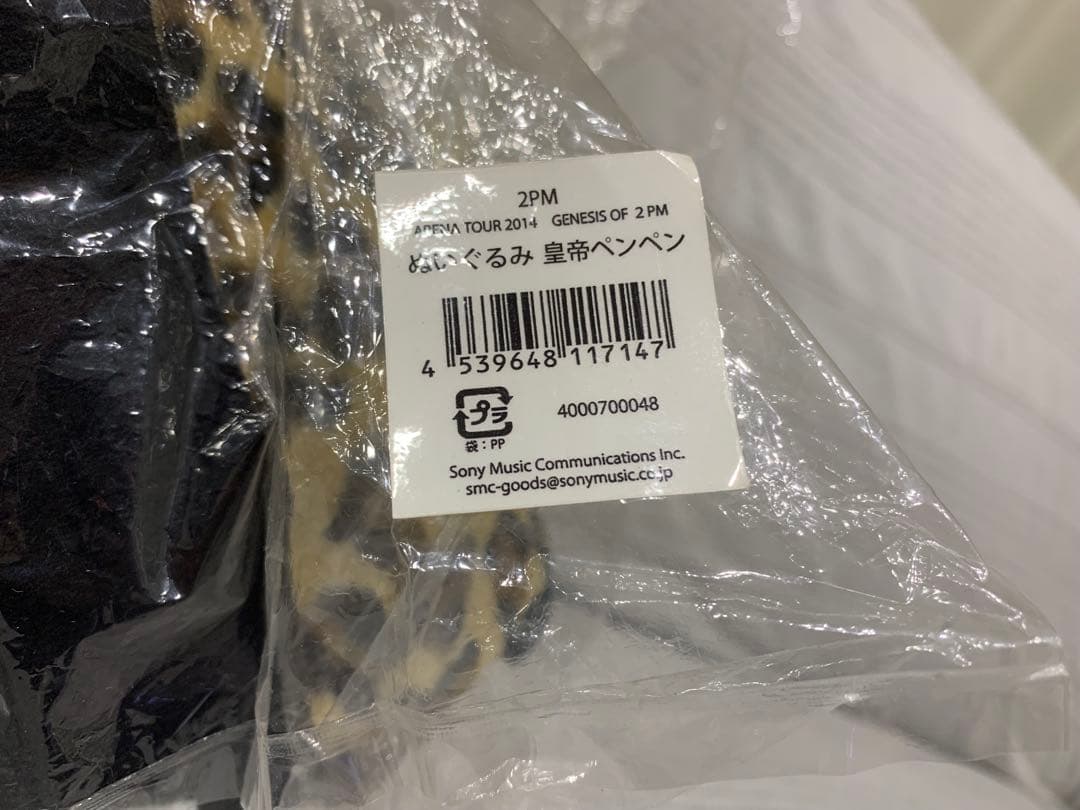 2PM
ARENA TOUR 2014 GENESIS OF 2PM
ぬいぐるみ 皇帝ペンペン
4 539648 117147
プラ
4000700048
袋：PP
Sony Music Communications Inc.
smc-goods@sonymusic.co.jp